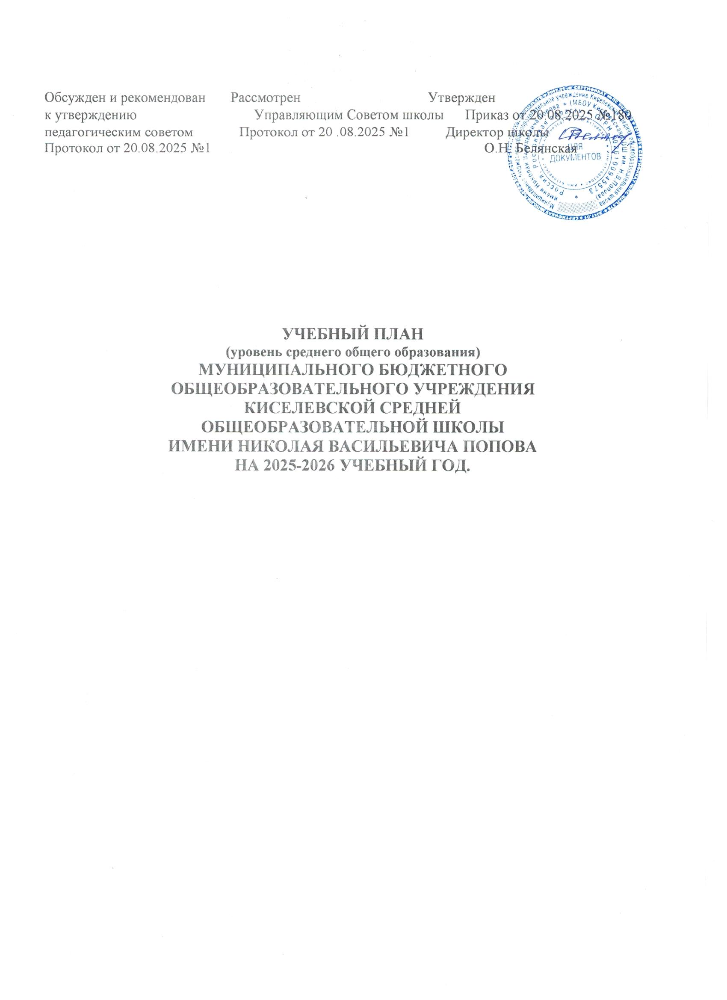 Обсужден и рекомендован Рассмотрен Утвержден
к утверждению Управляющим Советом школы Приказ от 20.08 2025 №180
педагогическим советом Протокол от 20 .08.2025 №1 Директор школы
Протокол от 20.08.2025 №1 О.Н. Белянская
ДЛЯ
ДОКУМЕНТОВ
УЧЕБНЫЙ ПЛАН
(уровень среднего общего образования)
МУНИЦИПАЛЬНОГО БЮДЖЕТНОГО
ОБЩЕОБРАЗОВАТЕЛЬНОГО УЧРЕЖДЕНИЯ
КИСЕЛЕВСКОЙ СРЕДНЕЙ
ОБЩЕОБРАЗОВАТЕЛЬНОЙ ШКОЛЫ
ИМЕНИ НИКОЛАЯ ВАСИЛЬЕВИЧА ПОПОВА
НА 2025-2026 УЧЕБНЫЙ ГОД.